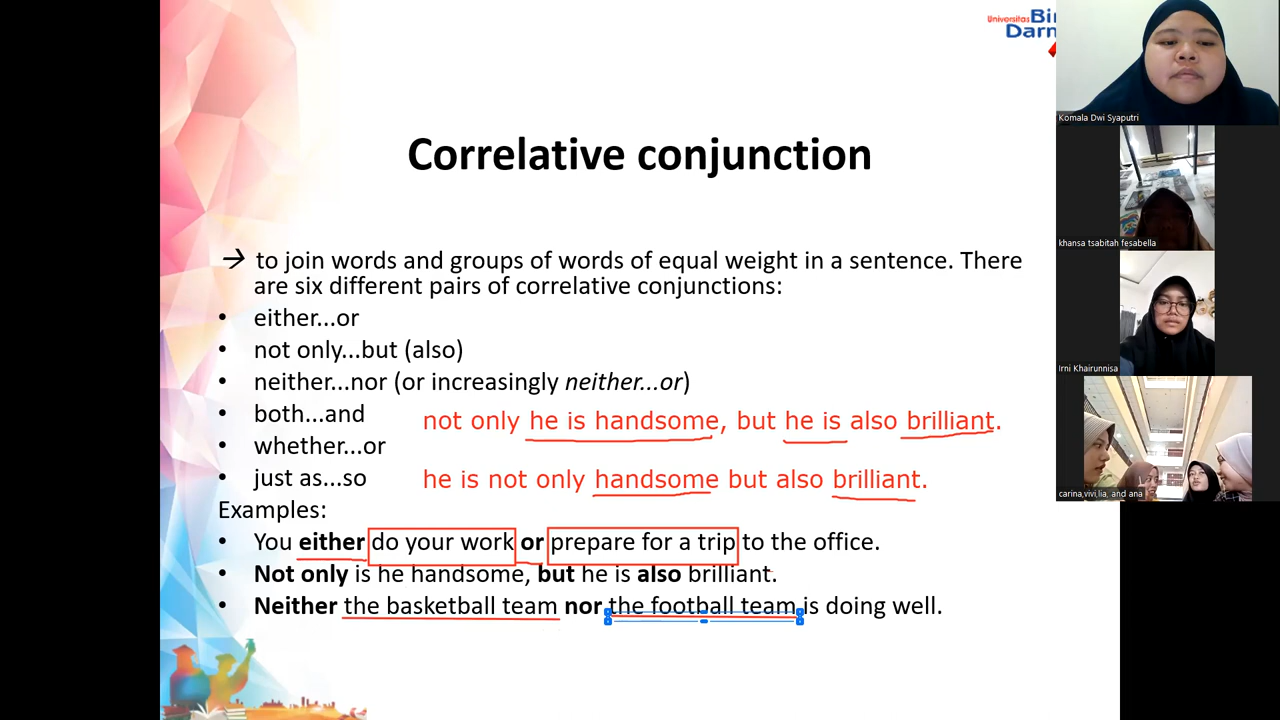 Universitas Bi
Darn
Correlative conjunction
→ to join words and groups of words of equal weight in a sentence. There
are six different pairs of correlative conjunctions:
• either...or
• not only...but (also)
• neither...nor (or increasingly neither...or)
• both...and
not only he is handsome, but he is also brilliant.
• whether...or
• just as...so
he is not only handsome but also brilliant.
Examples:
• You either do your work or prepare for a trip to the office.
• Not only is he handsome, but he is also brilliant.
• Neither the basketball team nor the football team is doing well.
Komala Dwi Syaputri
khansa tsabitah fesabella
Irni Khairunnisa
carina,vivi,lia, and ana